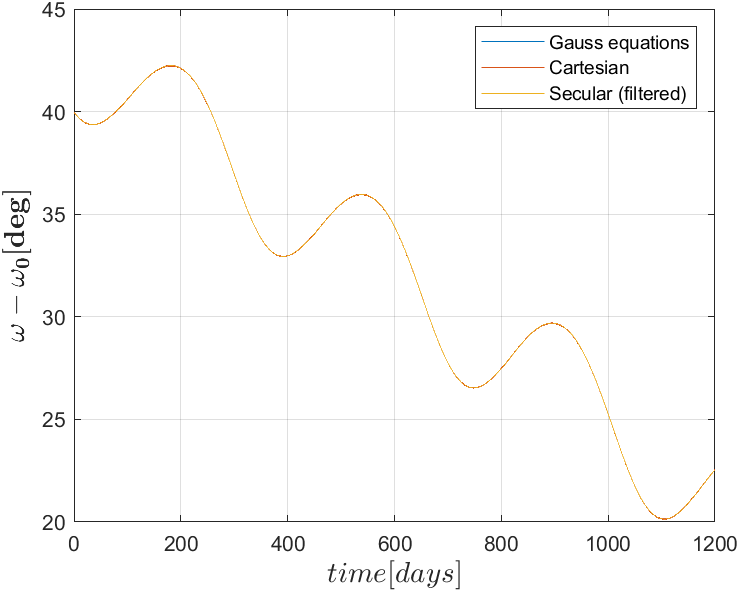 45
40
35
30
25
20
ω − ω₀[deg]
Gauss equations
Cartesian
Secular (filtered)
0 200 400 600 800 1000 1200
time[days]